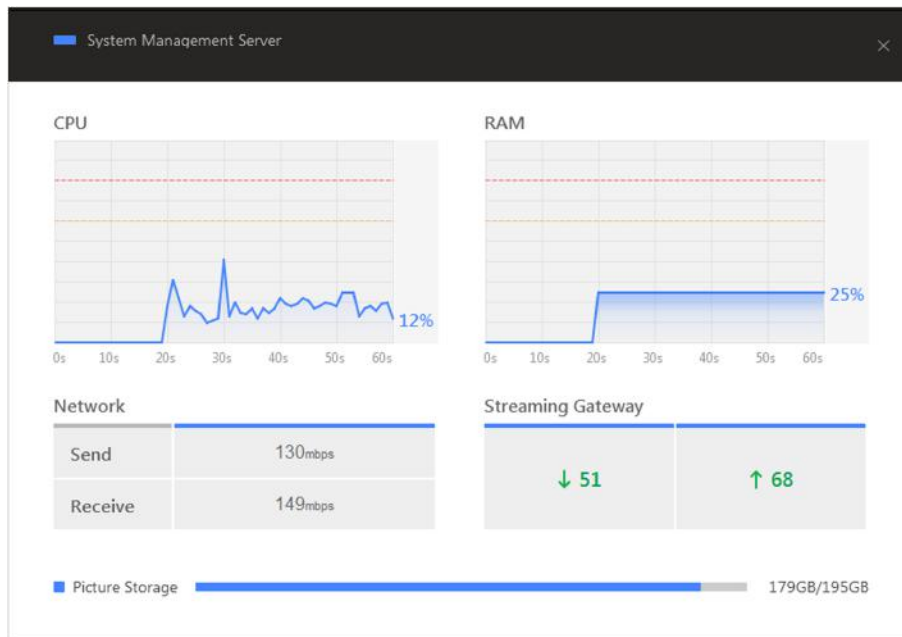 System Management Server
×
CPU
RAM
12%
25%
0s 10s 20s 30s 40s 50s 60s
0s 10s 20s 30s 40s 50s 60s
Network
Streaming Gateway
Send 130mbps
Receive 149mbps
↓ 51
↑ 68
Picture Storage 179GB/195GB